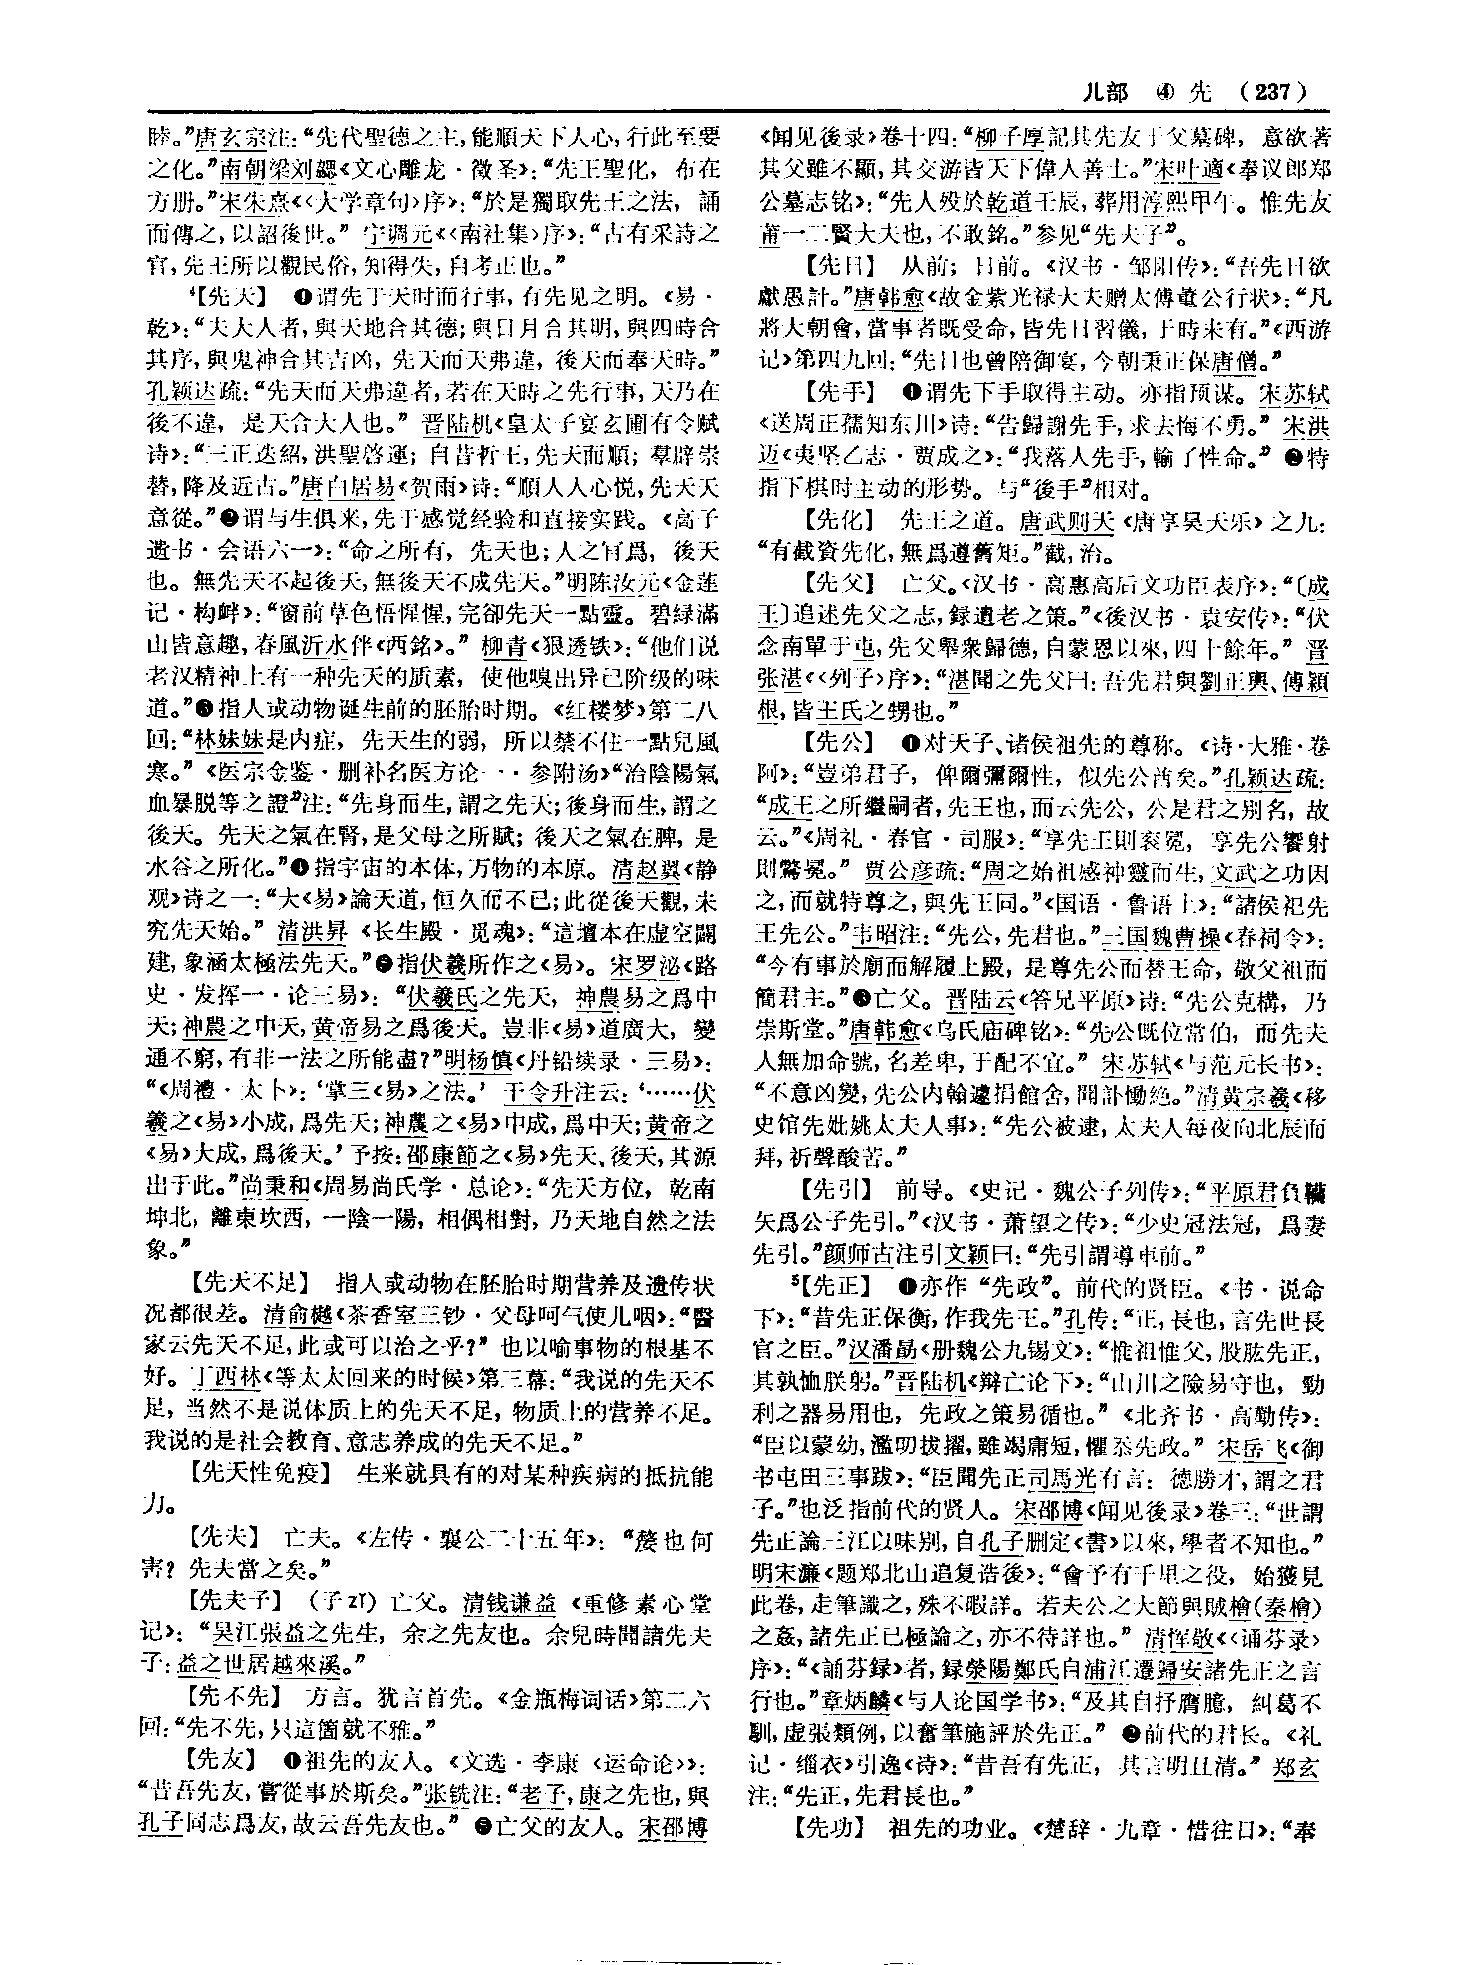 儿部 ④ 先 (237)
睦。”唐玄宗注:“先代聖德之主,能順天下人心,行此至要
之化。”南朝梁刘勰《文心雕龙·徵圣》:“先王聖化,布在
方册。”宋朱熹《〈大学章句〉序》:“於是獨取先王之法,誦
而傳之,以詔後世。”宁调元《〈南社集〉序》:“古有采詩之
官,先王所以觀民俗,知得失,自考正也。”
⁴【先天】 ❶谓先于天时而行事,有先见之明。《易·
乾》:“夫大人者,與天地合其德;與日月合其明,與四時合
其序,與鬼神合其吉凶,先天而天弗違,後天而奉天時。”
孔颖达疏:“先天而天弗違者,若在天時之先行事,天乃在
後不違,是天合大人也。”晋陆机《皇太子宴玄圃有令赋
诗》:“三正迭紹,洪聖啓運;自昔哲王,先天而順;羣辟崇
替,降及近古。”唐白居易《贺雨》诗:“順人人心悦,先天天
意從。”❷谓与生俱来,先于感觉经验和直接实践。《高子
遗书·会语六一》:“命之所有,先天也;人之肎爲,後天
也。無先天不起後天,無後天不成先天。”明陈汝元《金莲
记·构衅》:“窗前草色悟惺惺,完卻先天一點靈。碧緑滿
山皆意趣,春風沂水伴《西銘》。”柳青《狠透铁》:“他们说
老汉精神上有一种先天的质素,使他嗅出异己阶级的味
道。”❸指人或动物诞生前的胚胎时期。《红楼梦》第二八
回:“林妹妹是内症,先天生的弱,所以禁不住一點兒風
寒。”《医宗金鉴·删补名医方论一·参附汤》“治陰陽氣
血暴脱等之證”注:“先身而生,謂之先天;後身而生,謂之
後天。先天之氣在腎,是父母之所賦;後天之氣在脾,是
水谷之所化。”❹指宇宙的本体,万物的本原。清赵翼《静
观》诗之一:“大《易》論天道,恒久而不已;此從後天觀,未
究先天始。”清洪昇《长生殿·觅魂》:“這壇本在虚空闢
建,象涵太極法先天。”❺指伏羲所作之《易》。宋罗泌《路
史·发挥一·论三易》:“伏羲氏之先天,神農易之爲中
天;神農之中天,黄帝易之爲後天。豈非《易》道廣大,變
通不窮,有非一法之所能盡?”明杨慎《丹铅续录·三易》:
“《周禮·太卜》:‘掌三《易》之法。’干令升注云:‘……伏
羲之《易》小成,爲先天;神農之《易》中成,爲中天;黄帝之
《易》大成,爲後天。’予按:邵康節之《易》先天、後天,其源
出于此。”尚秉和《周易尚氏学·总论》:“先天方位,乾南
坤北,離東坎西,一陰一陽,相偶相對,乃天地自然之法
象。”
【先天不足】 指人或动物在胚胎时期营养及遗传状
况都很差。清俞樾《茶香室三钞·父母呵气使儿咽》:“醫
家云先天不足,此或可以治之乎?”也以喻事物的根基不
好。丁西林《等太太回来的时候》第三幕:“我说的先天不
足,当然不是说体质上的先天不足,物质上的营养不足。
我说的是社会教育、意志养成的先天不足。”
【先天性免疫】 生来就具有的对某种疾病的抵抗能
力。
【先夫】 亡夫。《左传·襄公二十五年》:“嫠也何
害?先夫當之矣。”
【先夫子】 (子 zǐ) 亡父。清钱谦益《重修素心堂
记》:“吴江張益之先生,余之先友也。余兒時聞諸先夫
子:益之世居越來溪。”
【先不先】 方言。犹言首先。《金瓶梅词话》第二六
回:“先不先,只這箇就不雅。”
【先友】 ❶祖先的友人。《文选·李康〈运命论〉》:
“昔吾先友,嘗從事於斯矣。”张铣注:“老子,康之先也,與
孔子同志爲友,故云吾先友也。”❷亡父的友人。宋邵博
《闻见後录》卷十四:“柳子厚記其先友于父墓碑,意欲著
其父雖不顯,其交游皆天下偉人善士。”宋叶適《奉议郎郑
公墓志铭》:“先人殁於乾道壬辰,葬用淳熙甲午。惟先友
莆一二賢大夫也,不敢銘。”参见“先夫子”。
【先日】 从前;日前。《汉书·邹阳传》:“吾先日欲
獻愚計。”唐韩愈《故金紫光禄大夫赠太傅董公行状》:“凡
將大朝會,當事者既受命,皆先日習儀,于時未有。”《西游
记》第四九回:“先日也曾陪御宴,今朝秉正保唐僧。”
【先手】 ❶谓先下手取得主动。亦指预谋。宋苏轼
《送周正孺知东川》诗:“告歸謝先手,求去悔不勇。”宋洪
迈《夷坚乙志·贾成之》:“我落人先手,輸了性命。”❷特
指下棋时主动的形势。与“後手”相对。
【先化】 先王之道。唐武则天《唐享昊天乐》之九:
“有截資先化,無爲遵舊矩。”截,治。
【先父】 亡父。《汉书·高惠高后文功臣表序》:“〔成
王〕追述先父之志,録遺老之策。”《後汉书·袁安传》:“伏
念南單于屯,先父舉衆歸德,自蒙恩以來,四十餘年。”晋
张湛《〈列子〉序》:“湛聞之先父曰:吾先君與劉正輿、傅穎
根,皆王氏之甥也。”
【先公】 ❶对天子、诸侯祖先的尊称。《诗·大雅·卷
阿》:“豈弟君子,俾爾彌爾性,似先公酋矣。”孔颖达疏:
“成王之所繼嗣者,先王也,而云先公,公是君之别名,故
云。”《周礼·春官·司服》:“享先王則衮冕,享先公饗射
則鷩冕。”贾公彦疏:“周之始祖感神靈而生,文武之功因
之,而就特尊之,與先王同。”《国语·鲁语上》:“諸侯祀先
王先公。”韦昭注:“先公,先君也。”三国魏曹操《春祠令》:
“今有事於廟而解履上殿,是尊先公而替王命,敬父祖而
簡君主。”❷亡父。晋陆云《答兄平原》诗:“先公克構,乃
崇斯堂。”唐韩愈《乌氏庙碑铭》:“先公既位常伯,而先夫
人無加命號,名差卑,于配不宜。”宋苏轼《与范元长书》:
“不意凶變,先公内翰遽捐館舍,聞訃慟絶。”清黄宗羲《移
史馆先妣姚太夫人事》:“先公被逮,太夫人每夜向北辰而
拜,祈聲酸苦。”
【先引】 前导。《史记·魏公子列传》:“平原君負韊
矢爲公子先引。”《汉书·萧望之传》:“少史冠法冠,爲妻
先引。”颜师古注引文颖曰:“先引謂導車前。”
⁵【先正】 ❶亦作“先政”。前代的贤臣。《书·说命
下》:“昔先正保衡,作我先王。”孔传:“正,長也,言先世長
官之臣。”汉潘勗《册魏公九锡文》:“惟祖惟父,股肱先正,
其孰恤朕躬。”晋陆机《辩亡论下》:“山川之險易守也,勁
利之器易用也,先政之策易循也。”《北齐书·高勱传》:
“臣以蒙幼,濫叨拔擢,雖竭庸短,懼忝先政。”宋岳飞《御
书屯田三事跋》:“臣聞先正司馬光有言:德勝才,謂之君
子。”也泛指前代的贤人。宋邵博《闻见後录》卷三:“世謂
先正論三江以味别,自孔子删定《書》以來,學者不知也。”
明宋濂《题郑北山追复诰後》:“會予有千里之役,始獲見
此卷,走筆識之,殊不暇詳。若夫公之大節與賊檜(秦檜)
之姦,諸先正已極論之,亦不待詳也。”清恽敬《〈诵芬录〉
序》:“《誦芬録》者,録滎陽鄭氏自浦江遷歸安諸先正之言
行也。”章炳麟《与人论国学书》:“及其自抒膺臆,糾葛不
馴,虚張類例,以奮筆施評於先正。”❷前代的君长。《礼
记·缁衣》引逸《诗》:“昔吾有先正,其言明且清。”郑玄
注:“先正,先君長也。”
【先功】 祖先的功业。《楚辞·九章·惜往日》:“奉